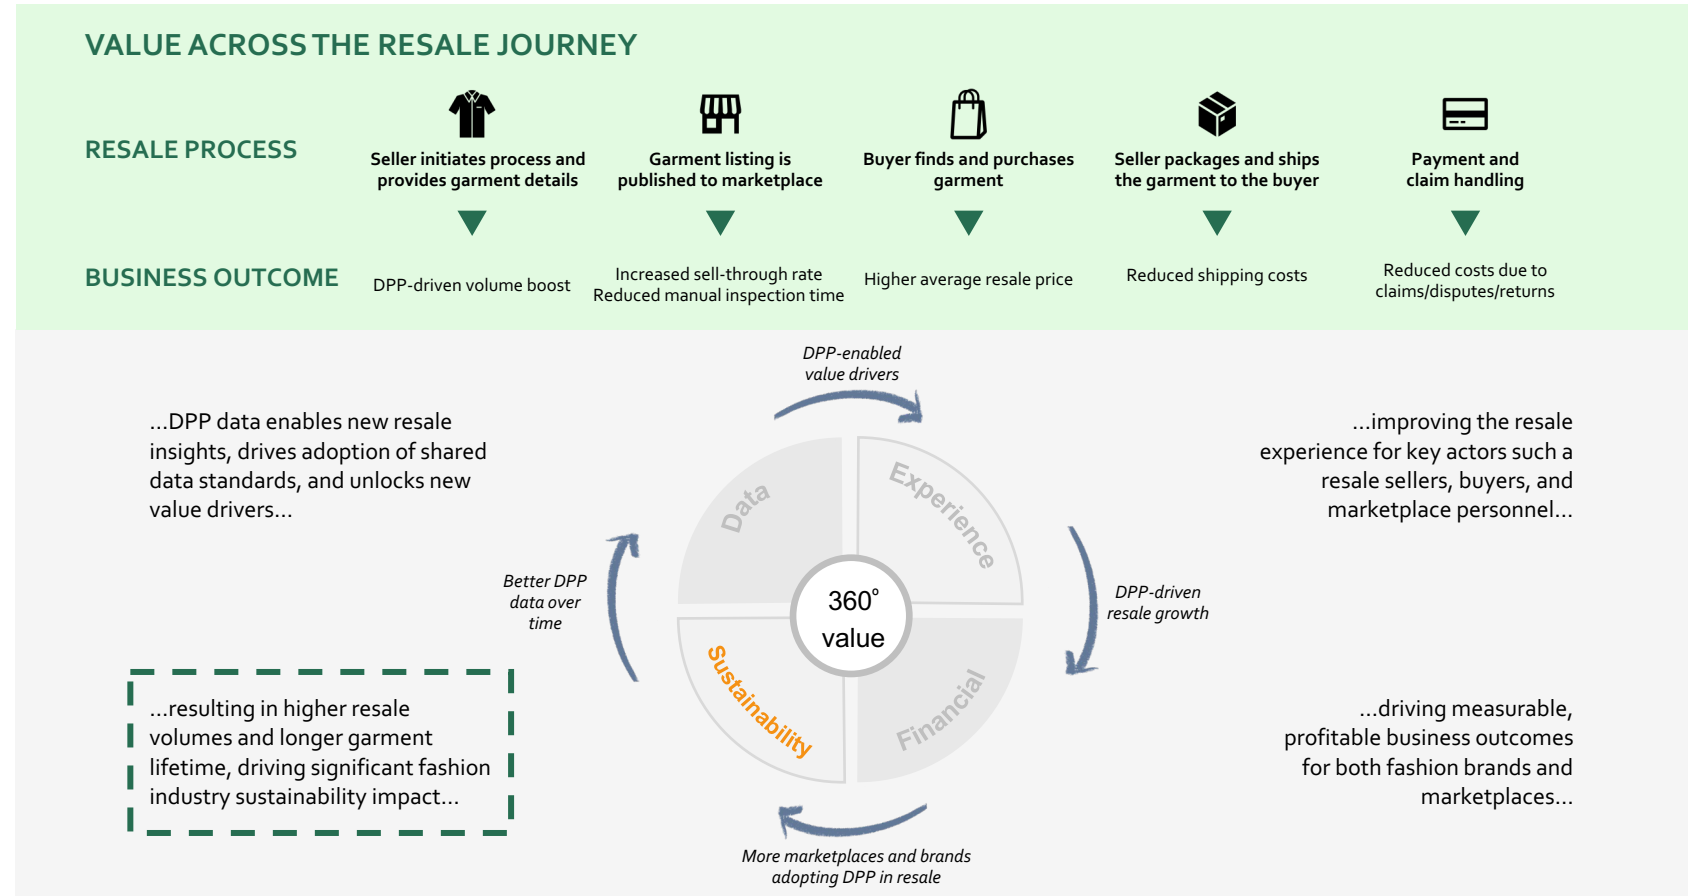 VALUE ACROSS THE RESALE JOURNEY
RESALE PROCESS
Seller initiates process and
provides garment details
Garment listing is
published to marketplace
Buyer finds and purchases
garment
Seller packages and ships
the garment to the buyer
Payment and
claim handling
BUSINESS OUTCOME
DPP-driven volume boost
Increased sell-through rate
Reduced manual inspection time
Higher average resale price
Reduced shipping costs
Reduced costs due to
claims/disputes/returns
DPP-enabled
value drivers
...DPP data enables new resale
insights, drives adoption of shared
data standards, and unlocks new
value drivers...
...improving the resale
experience for key actors such a
resale sellers, buyers, and
marketplace personnel...
Data
Experience
Better DPP
data over
time
360°
value
DPP-driven
resale growth
Sustainability
Financial
...resulting in higher resale
volumes and longer garment
lifetime, driving significant fashion
industry sustainability impact...
...driving measurable,
profitable business outcomes
for both fashion brands and
marketplaces...
More marketplaces and brands
adopting DPP in resale